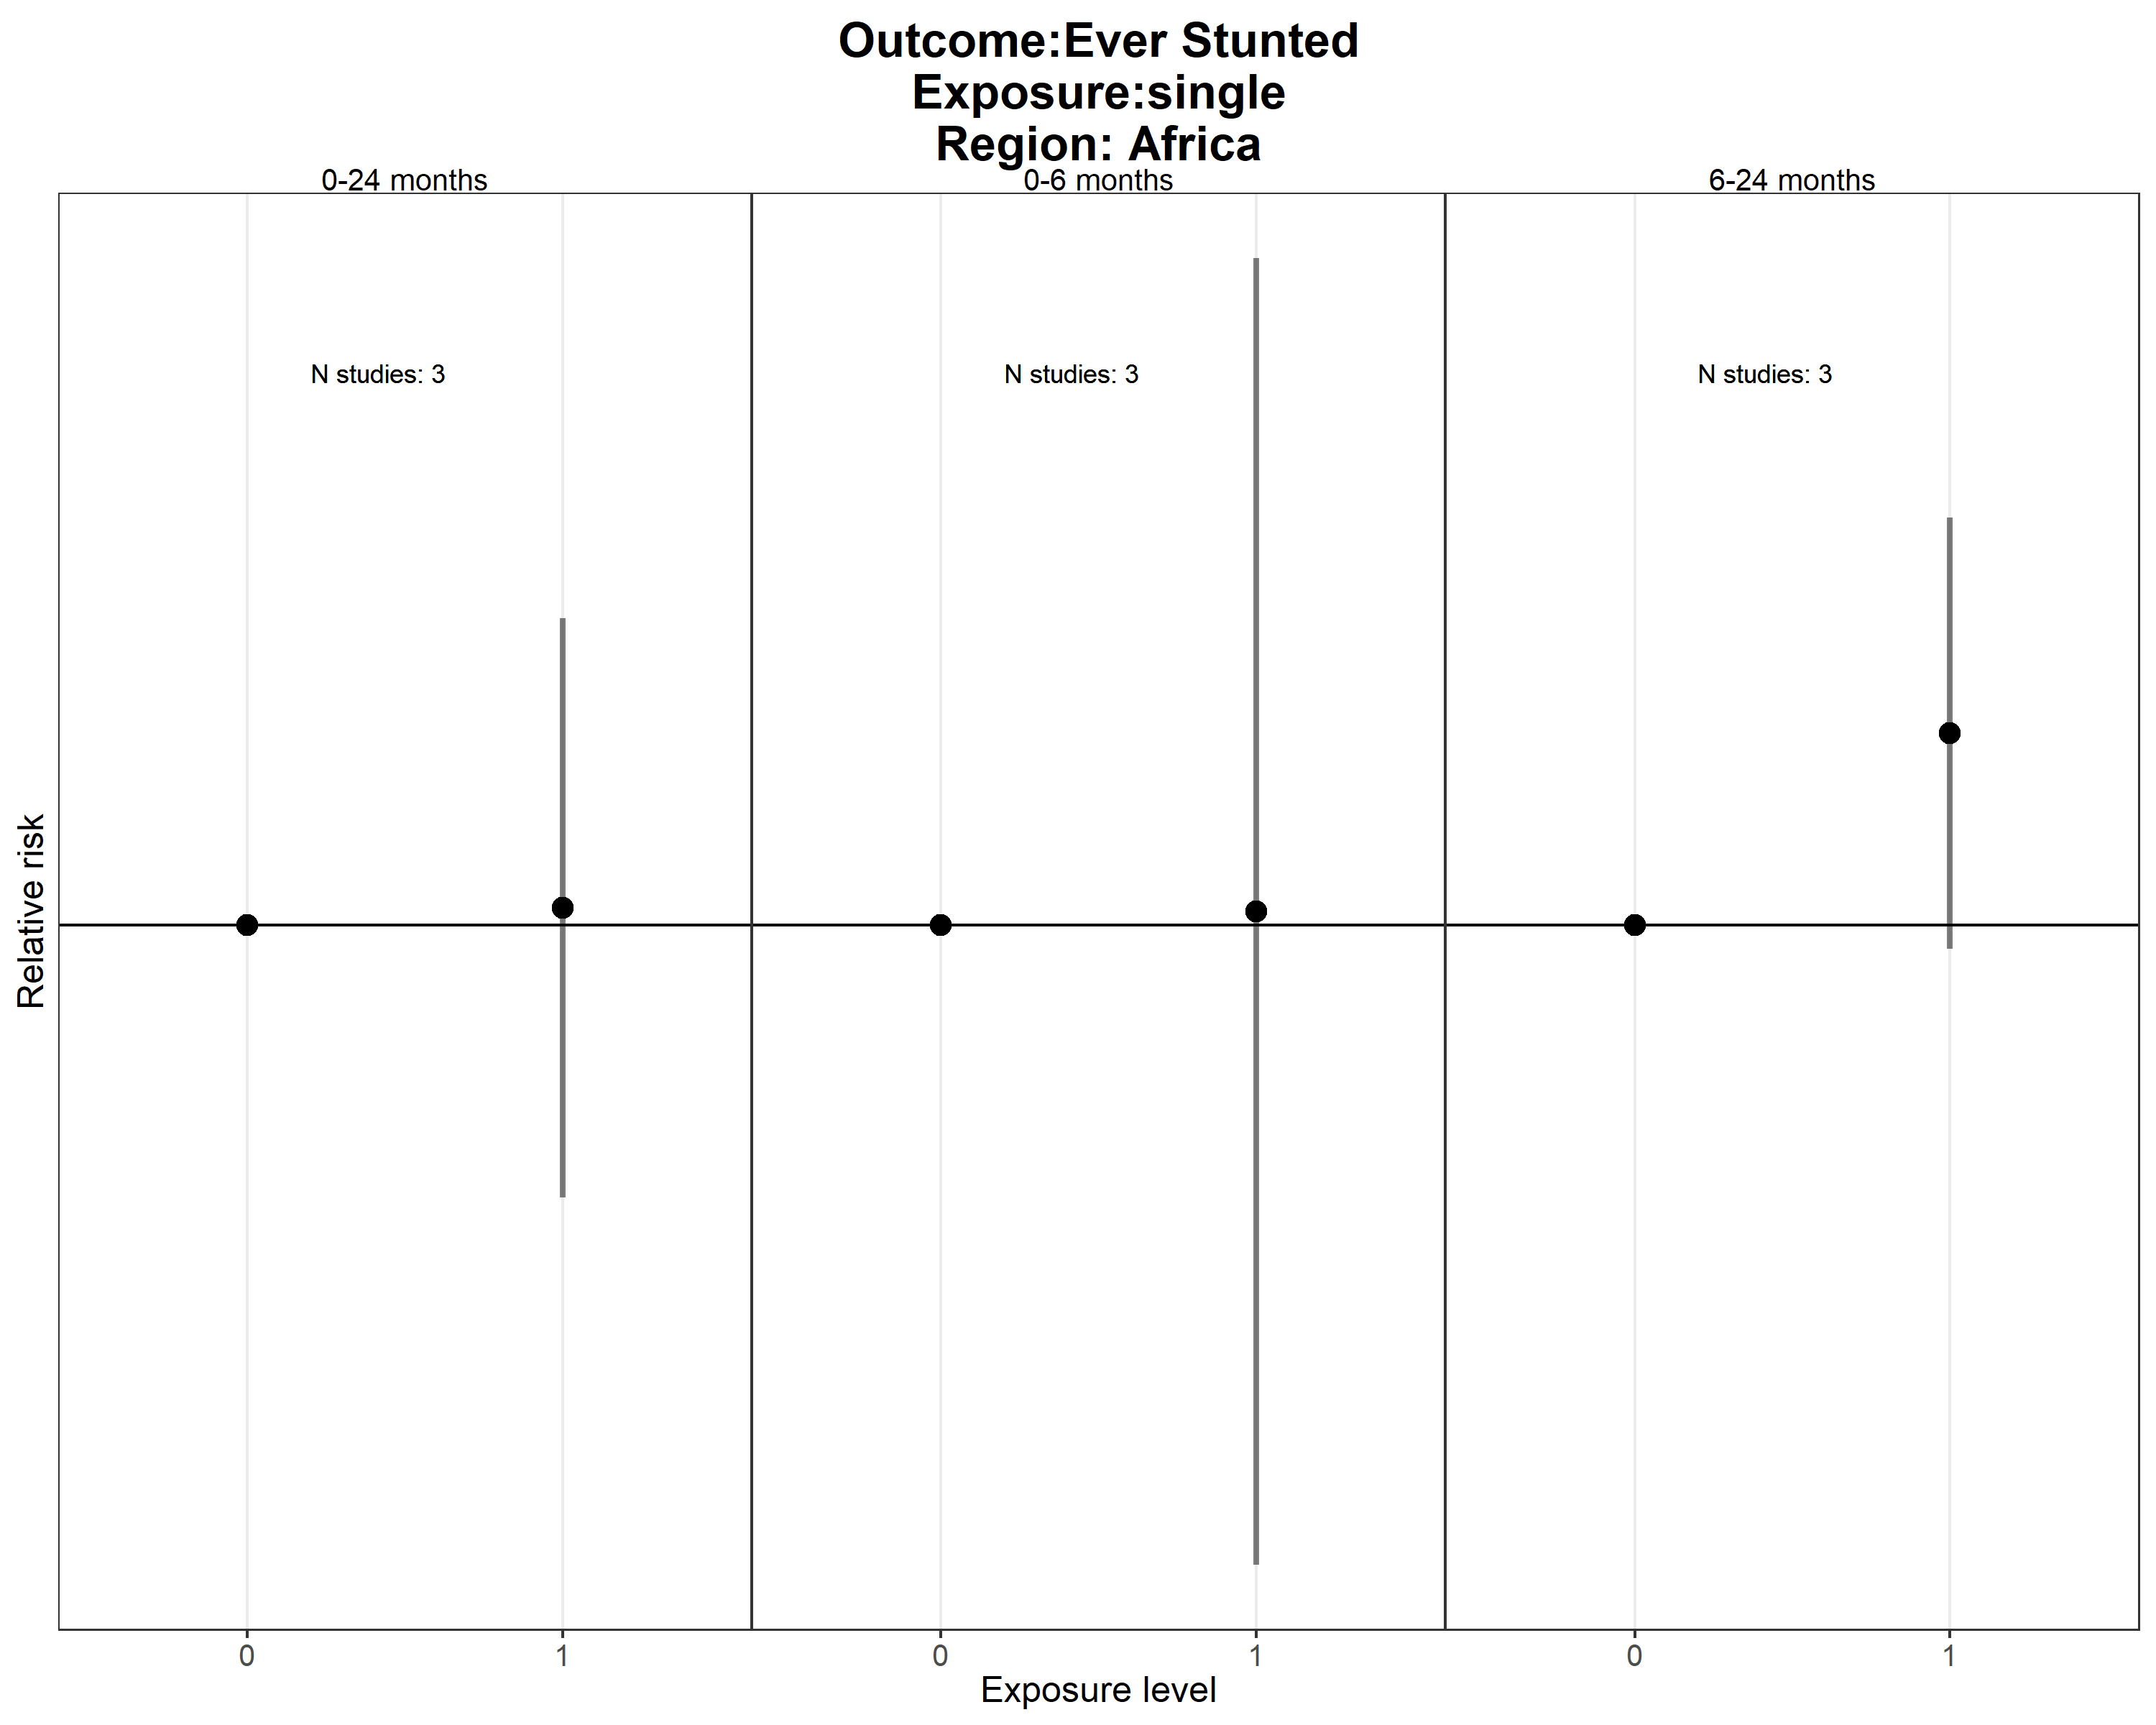 Outcome:Ever Stunted
Exposure:single
Region: Africa
0-24 months
0-6 months
6-24 months
N studies: 3
N studies: 3
N studies: 3
Relative risk
0
1
0
1
0
1
Exposure level